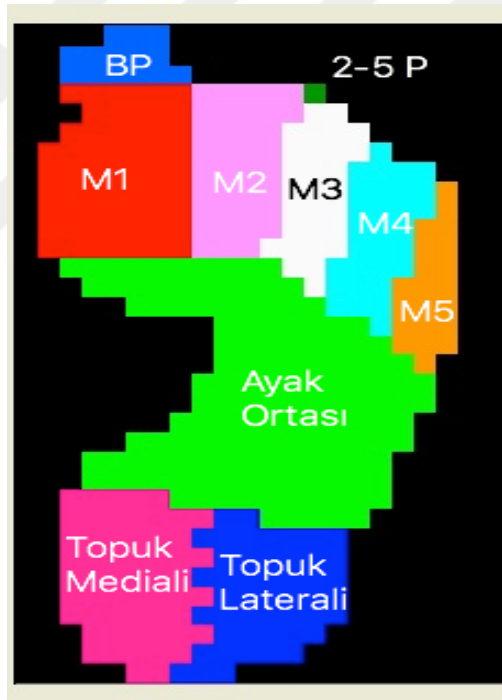 BP
2-5 P
M1
M2
M3
M4
M5
Ayak
Ortası
Topuk
Mediali
Topuk
Laterali